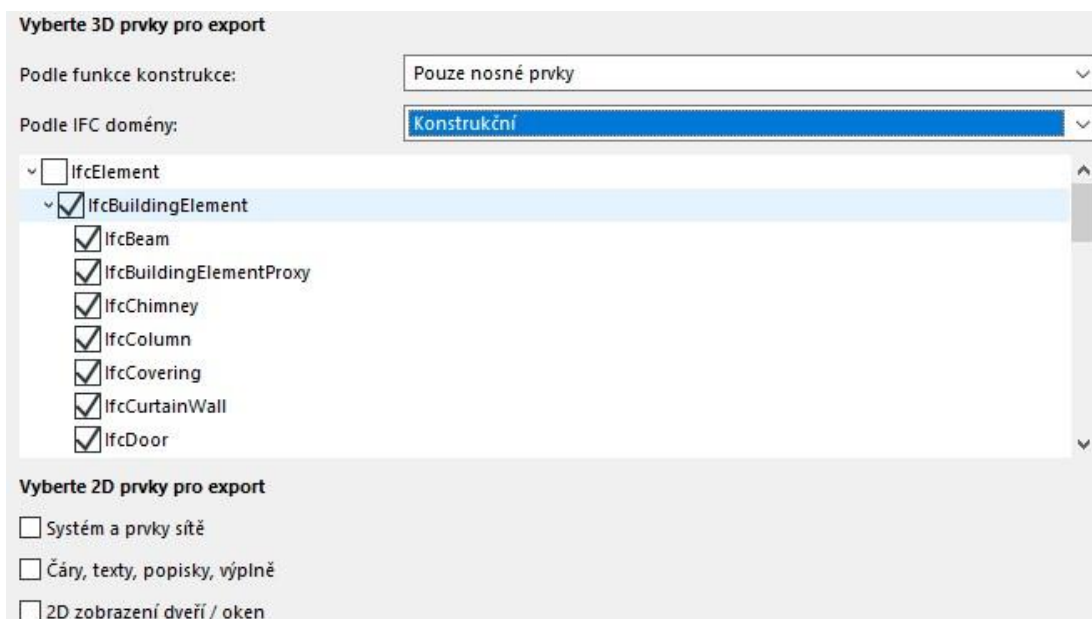 Vyberte 3D prvky pro export
Podle funkce konstrukce: Pouze nosné prvky
Podle IFC domény: Konstrukční
IfcElement
IfcBuildingElement
IfcBeam
IfcBuildingElementProxy
IfcChimney
IfcColumn
IfcCovering
IfcCurtainWall
IfcDoor
Vyberte 2D prvky pro export
Systém a prvky sítě
Čáry, texty, popisky, výplně
2D zobrazení dveří / oken